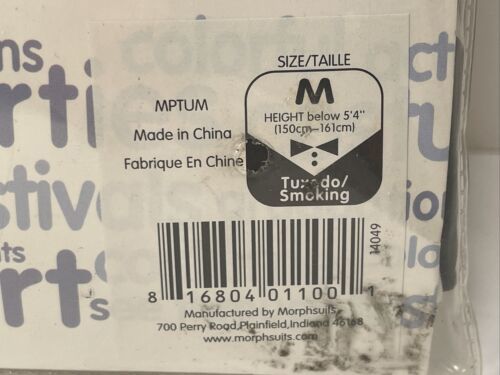 SIZE/TAILLE
M
HEIGHT below 5'4"
(150cm–161cm)
Tuxedo/
Smoking
MPTUM
Made in China
Fabrique En Chine
14049
8 16804 01100 1
Manufactured by Morphsuits
700 Perry Road, Plainfield, Indiana 46168
www.morphsuits.com